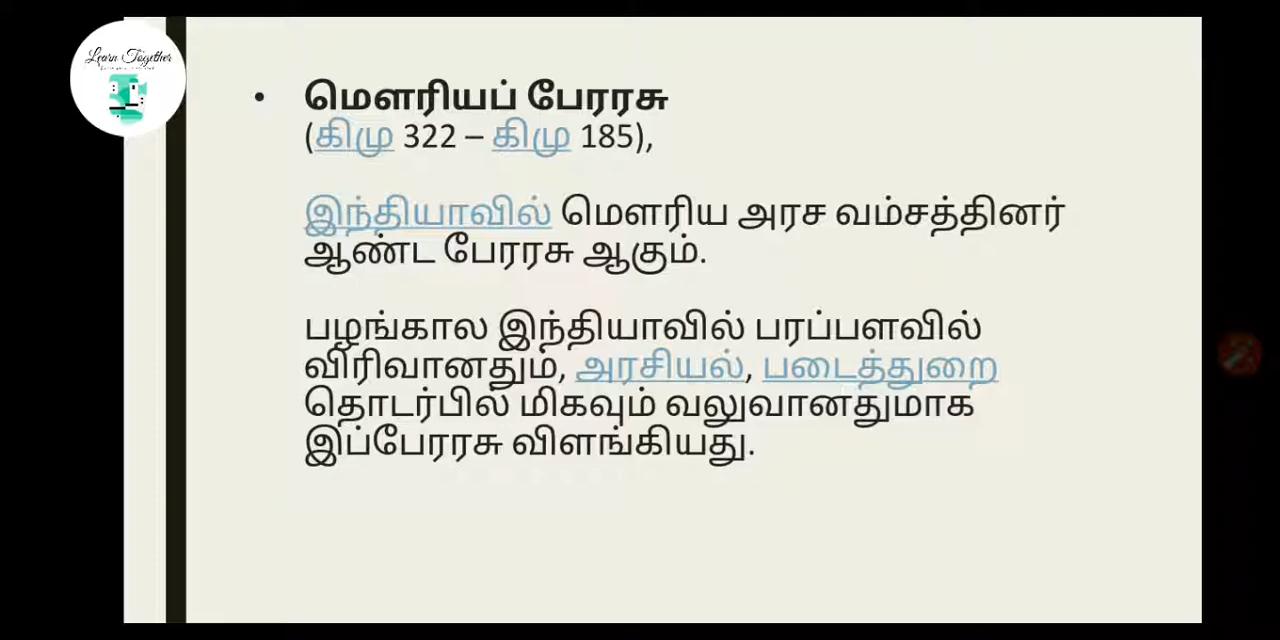 Learn Together
• மௌரியப் பேரரசு
(கிமு 322 – கிமு 185),
இந்தியாவில் மௌரிய அரச வம்சத்தினர்
ஆண்ட பேரரசு ஆகும்.
பழங்கால இந்தியாவில் பரப்பளவில்
விரிவானதும், அரசியல், படைத்துறை
தொடர்பில் மிகவும் வலுவானதுமாக
இப்பேரரசு விளங்கியது.